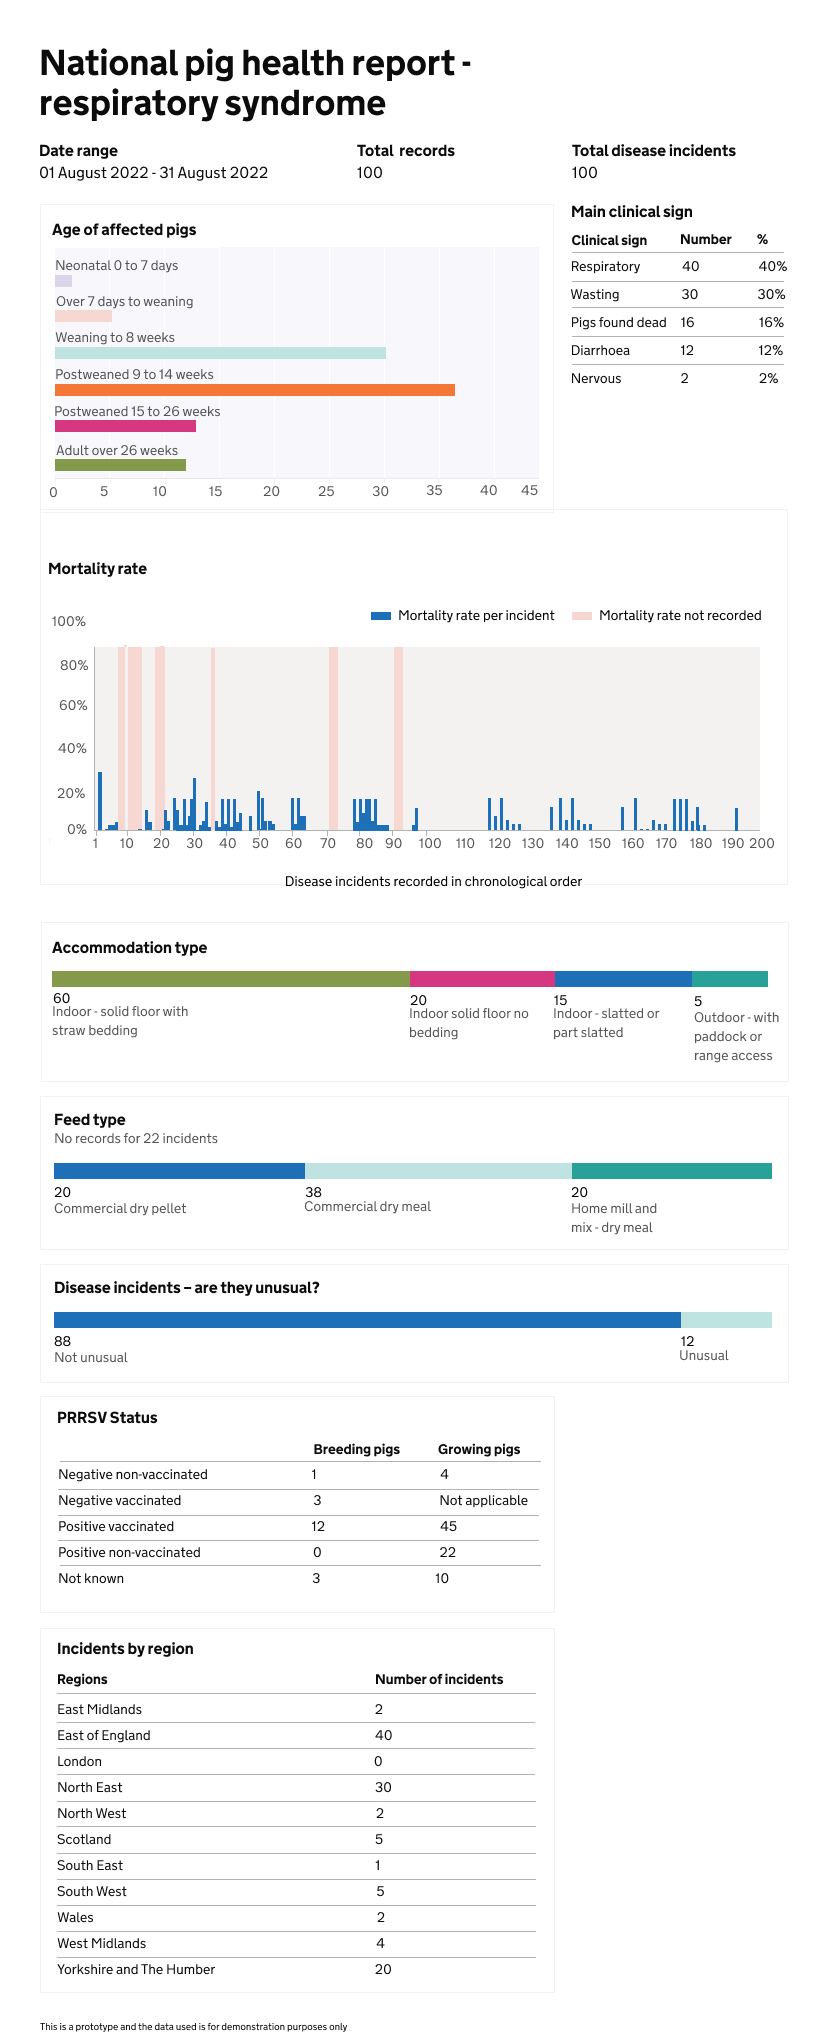 National pig health report -
respiratory syndrome
Date range
01 August 2022 - 31 August 2022
Total records
100
Total disease incidents
100
Age of affected pigs
Neonatal 0 to 7 days
Over 7 days to weaning
Weaning to 8 weeks
Postweaned 9 to 14 weeks
Postweaned 15 to 26 weeks
Adult over 26 weeks
0 5 10 15 20 25 30 35 40 45
Main clinical sign
Clinical sign Number %
Respiratory 40 40%
Wasting 30 30%
Pigs found dead 16 16%
Diarrhoea 12 12%
Nervous 2 2%
Mortality rate
Mortality rate per incident Mortality rate not recorded
100%
80%
60%
40%
20%
0%
1 10 20 30 40 50 60 70 80 90 100 110 120 130 140 150 160 170 180 190 200
Disease incidents recorded in chronological order
Accommodation type
60
Indoor - solid floor with
straw bedding
20
Indoor solid floor no
bedding
15
Indoor - slatted or
part slatted
5
Outdoor - with
paddock or
range access
Feed type
No records for 22 incidents
20
Commercial dry pellet
38
Commercial dry meal
20
Home mill and
mix - dry meal
Disease incidents – are they unusual?
88
Not unusual
12
Unusual
PRRSV Status
Breeding pigs Growing pigs
Negative non-vaccinated 1 4
Negative vaccinated 3 Not applicable
Positive vaccinated 12 45
Positive non-vaccinated 0 22
Not known 3 10
Incidents by region
Regions Number of incidents
East Midlands 2
East of England 40
London 0
North East 30
North West 2
Scotland 5
South East 1
South West 5
Wales 2
West Midlands 4
Yorkshire and The Humber 20
This is a prototype and the data used is for demonstration purposes only